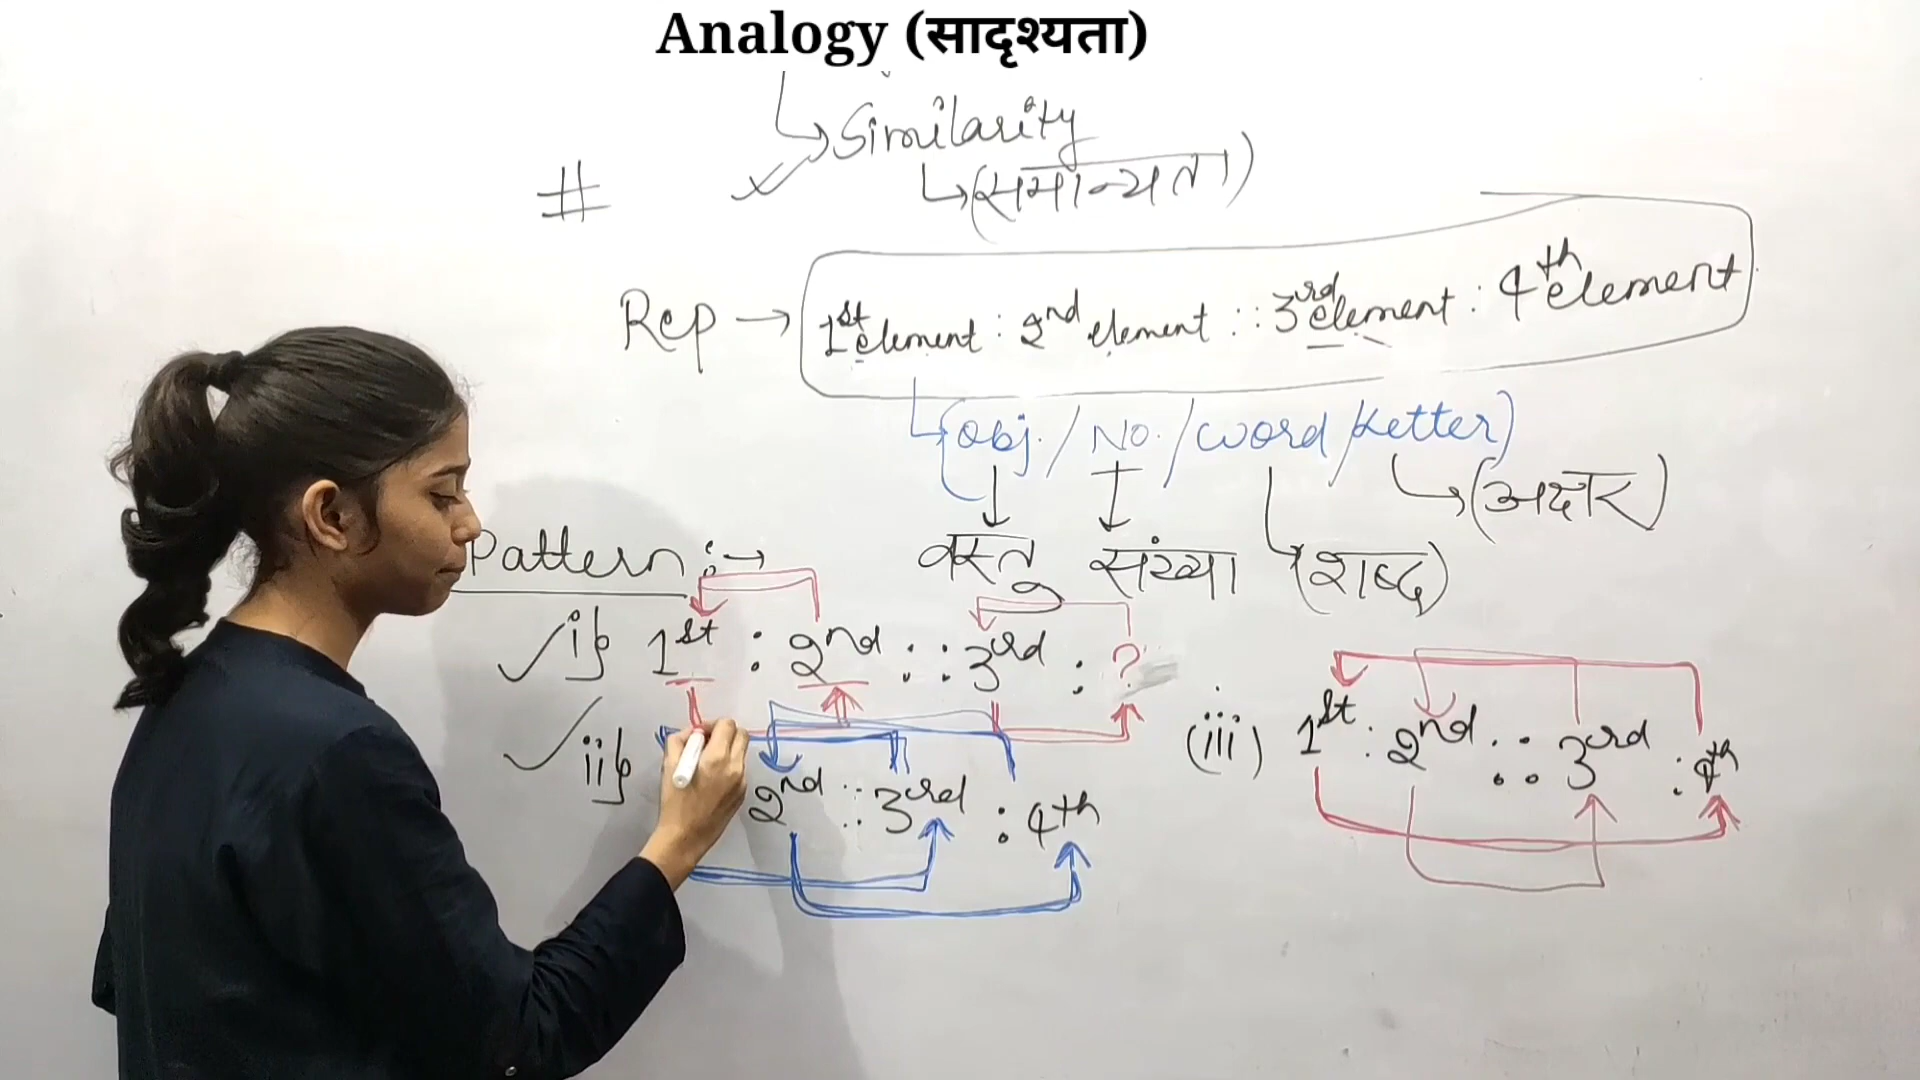 Analogy (सादृश्यता)
↳ Similarity
# ↳ (समान्यता)
Rep → 1st element : 2nd element :: 3rd element : 4th element
↳ (obj. / No. / word / Letter)
↳ (अक्षर)
वस्तु संख्या (शब्द)
Pattern :→
i) 1st : 2nd :: 3rd : ?
ii) 2nd :: 3rd : 4th
(iii) 1st : 2nd :: 3rd : 4th